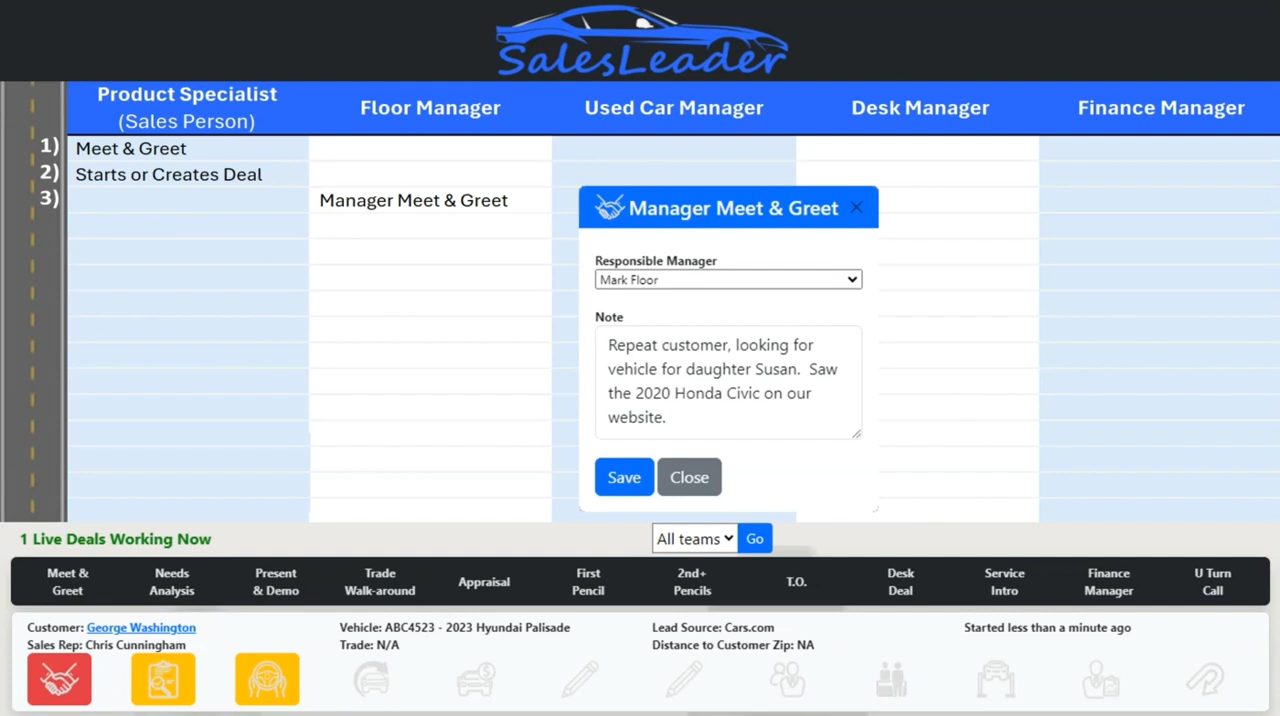 SalesLeader
Product Specialist
(Sales Person)
Floor Manager
Used Car Manager
Desk Manager
Finance Manager
1)
Meet & Greet
2)
Starts or Creates Deal
3)
Manager Meet & Greet
Manager Meet & Greet ×
Responsible Manager
Mark Floor
Note
Repeat customer, looking for
vehicle for daughter Susan. Saw
the 2020 Honda Civic on our
website.
Save
Close
1 Live Deals Working Now
All teams
Go
Meet &
Greet
Needs
Analysis
Present
& Demo
Trade
Walk-around
Appraisal
First
Pencil
2nd+
Pencils
T.O.
Desk
Deal
Service
Intro
Finance
Manager
U Turn
Call
Customer: George Washington
Sales Rep: Chris Cunningham
Vehicle: ABC4523 - 2023 Hyundai Palisade
Trade: N/A
Lead Source: Cars.com
Distance to Customer Zip: NA
Started less than a minute ago